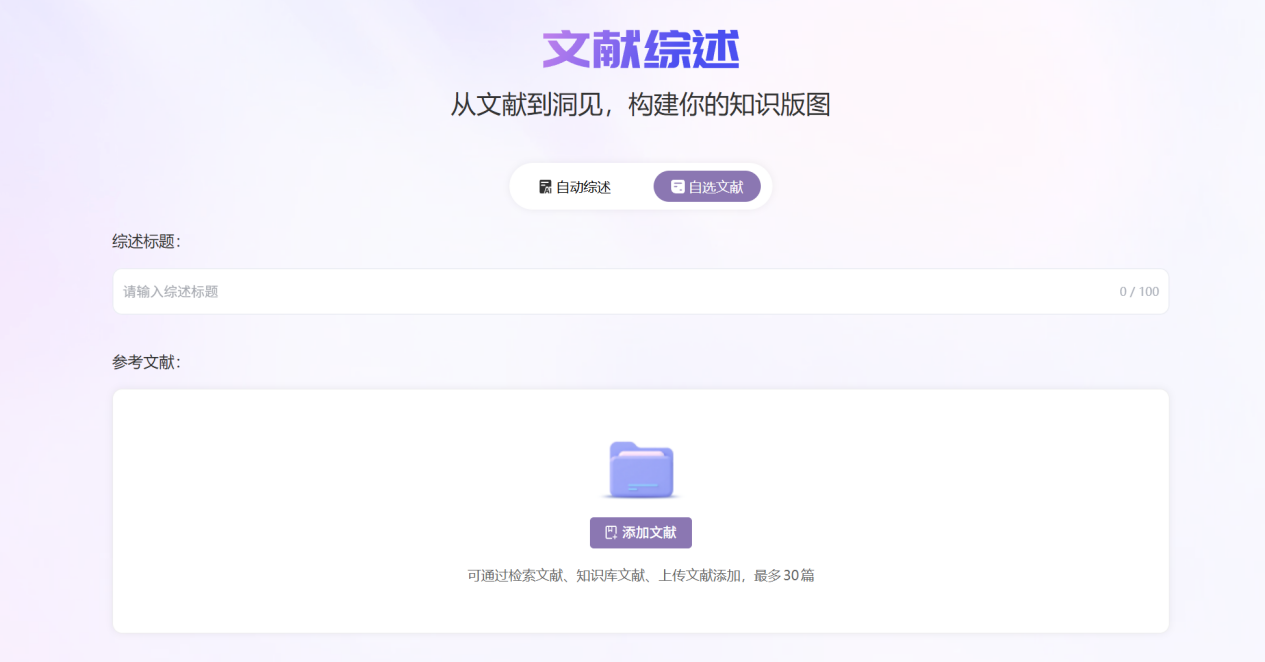 文献综述
从文献到洞见，构建你的知识版图
自动综述
自选文献
综述标题：
请输入综述标题
0 / 100
参考文献：
添加文献
可通过检索文献、知识库文献、上传文献添加，最多30篇